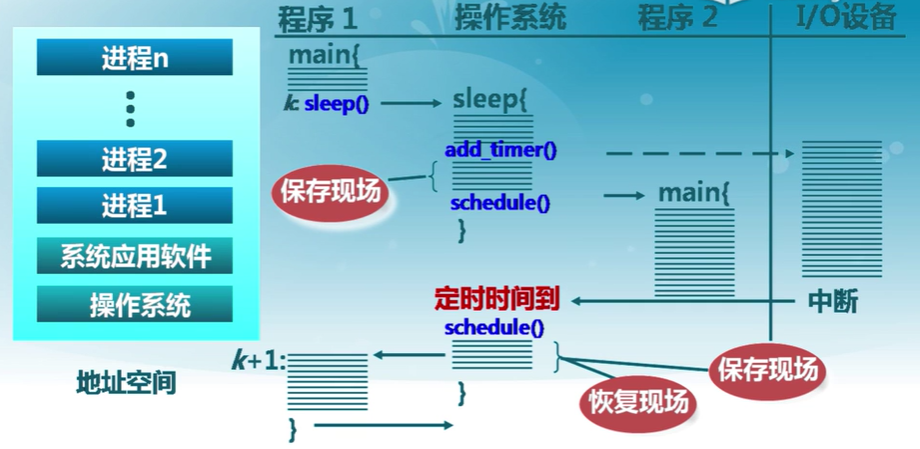 程序 1
操作系统
程序 2
I/O设备
进程n
进程2
进程1
系统应用软件
操作系统
地址空间
main{
k: sleep()
sleep{
add_timer()
保存现场
schedule()
}
main{
定时时间到
中断
schedule()
k+1:
}
保存现场
恢复现场
}